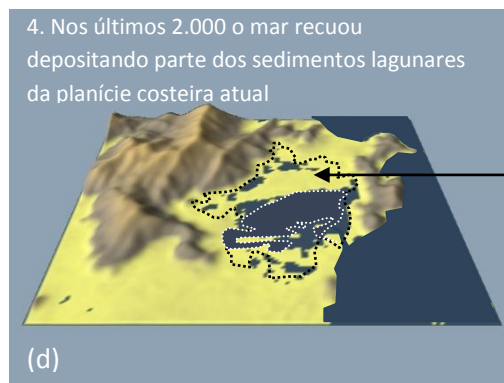 4. Nos últimos 2.000 o mar recuou
depositando parte dos sedimentos lagunares
da planície costeira atual
(d)